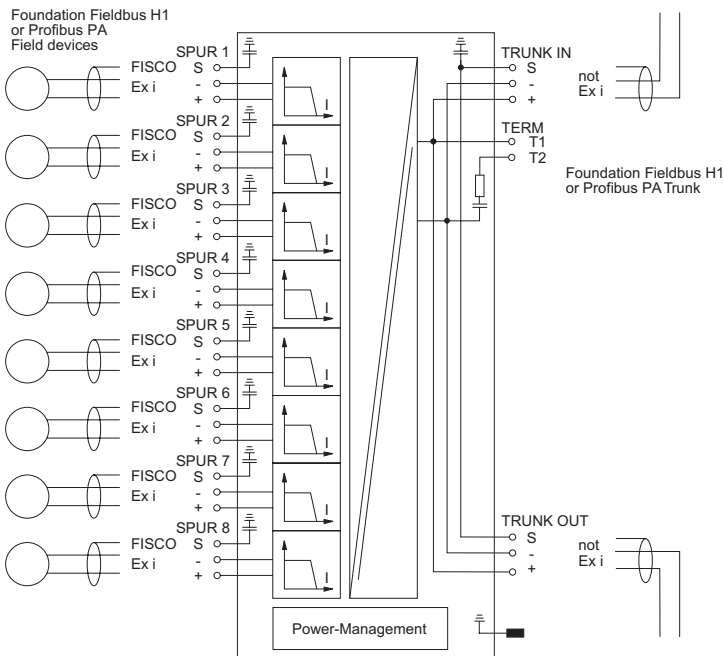 Foundation Fieldbus H1
or Profibus PA
Field devices
SPUR 1
FISCO S
Ex i -
+
I
SPUR 2
FISCO S
Ex i -
+
I
SPUR 3
FISCO S
Ex i -
+
I
SPUR 4
FISCO S
Ex i -
+
I
SPUR 5
FISCO S
Ex i -
+
I
SPUR 6
FISCO S
Ex i -
+
I
SPUR 7
FISCO S
Ex i -
+
I
SPUR 8
FISCO S
Ex i -
+
I
Power-Management
TRUNK IN
S
-
+
not
Ex i
TERM
T1
T2
Foundation Fieldbus H1
or Profibus PA Trunk
TRUNK OUT
S
-
+
not
Ex i